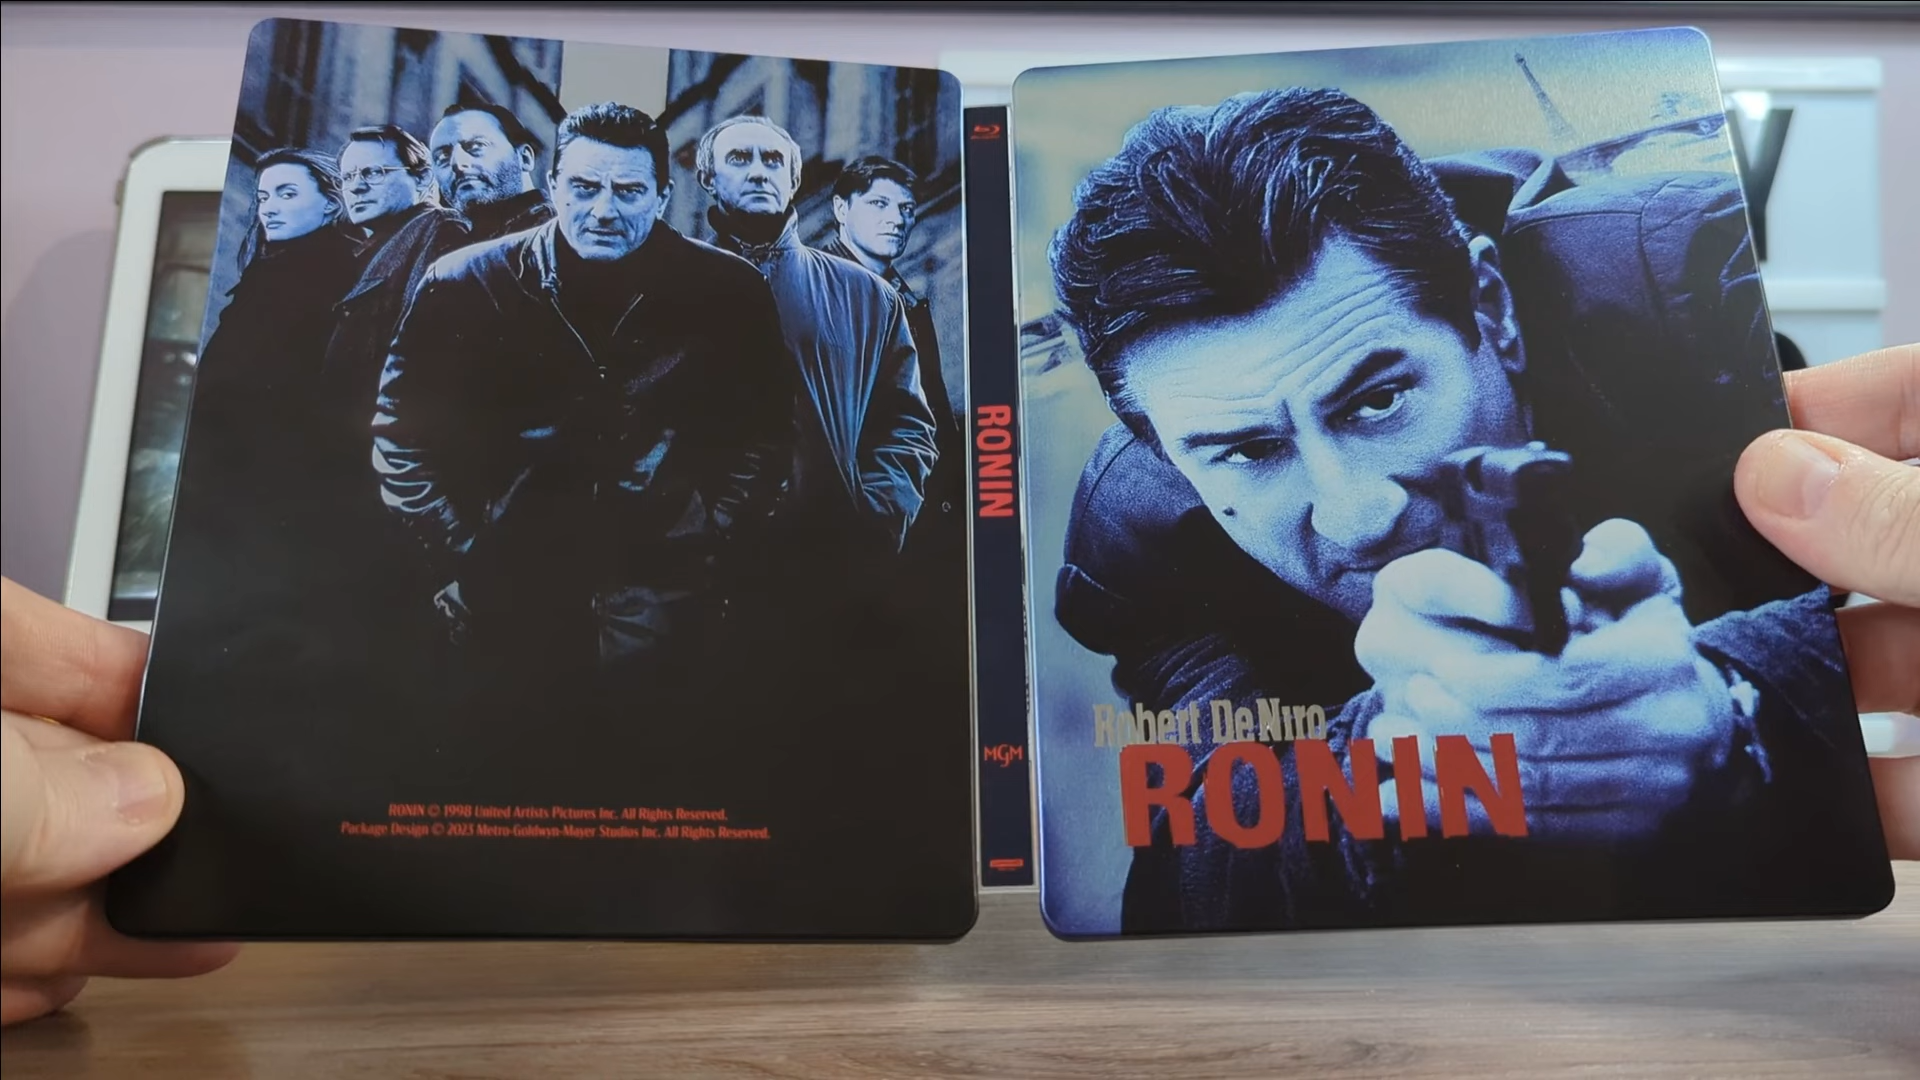 RONIN © 1998 United Artists Pictures Inc. All Rights Reserved.
Package Design © 2023 Metro-Goldwyn-Mayer Studios Inc. All Rights Reserved.
RONIN
MGM
Robert De Niro
RONIN
Y